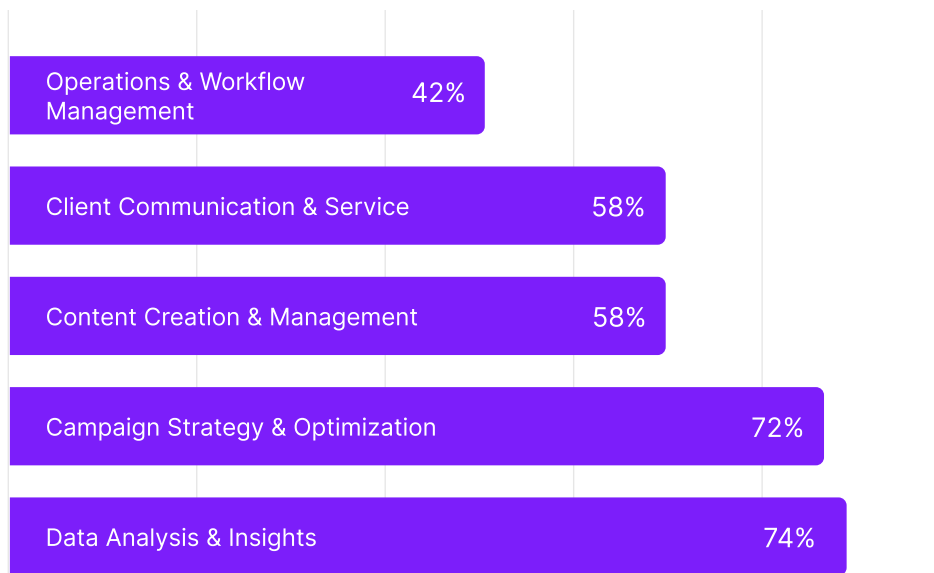 Operations & Workflow
Management
42%
Client Communication & Service
58%
Content Creation & Management
58%
Campaign Strategy & Optimization
72%
Data Analysis & Insights
74%